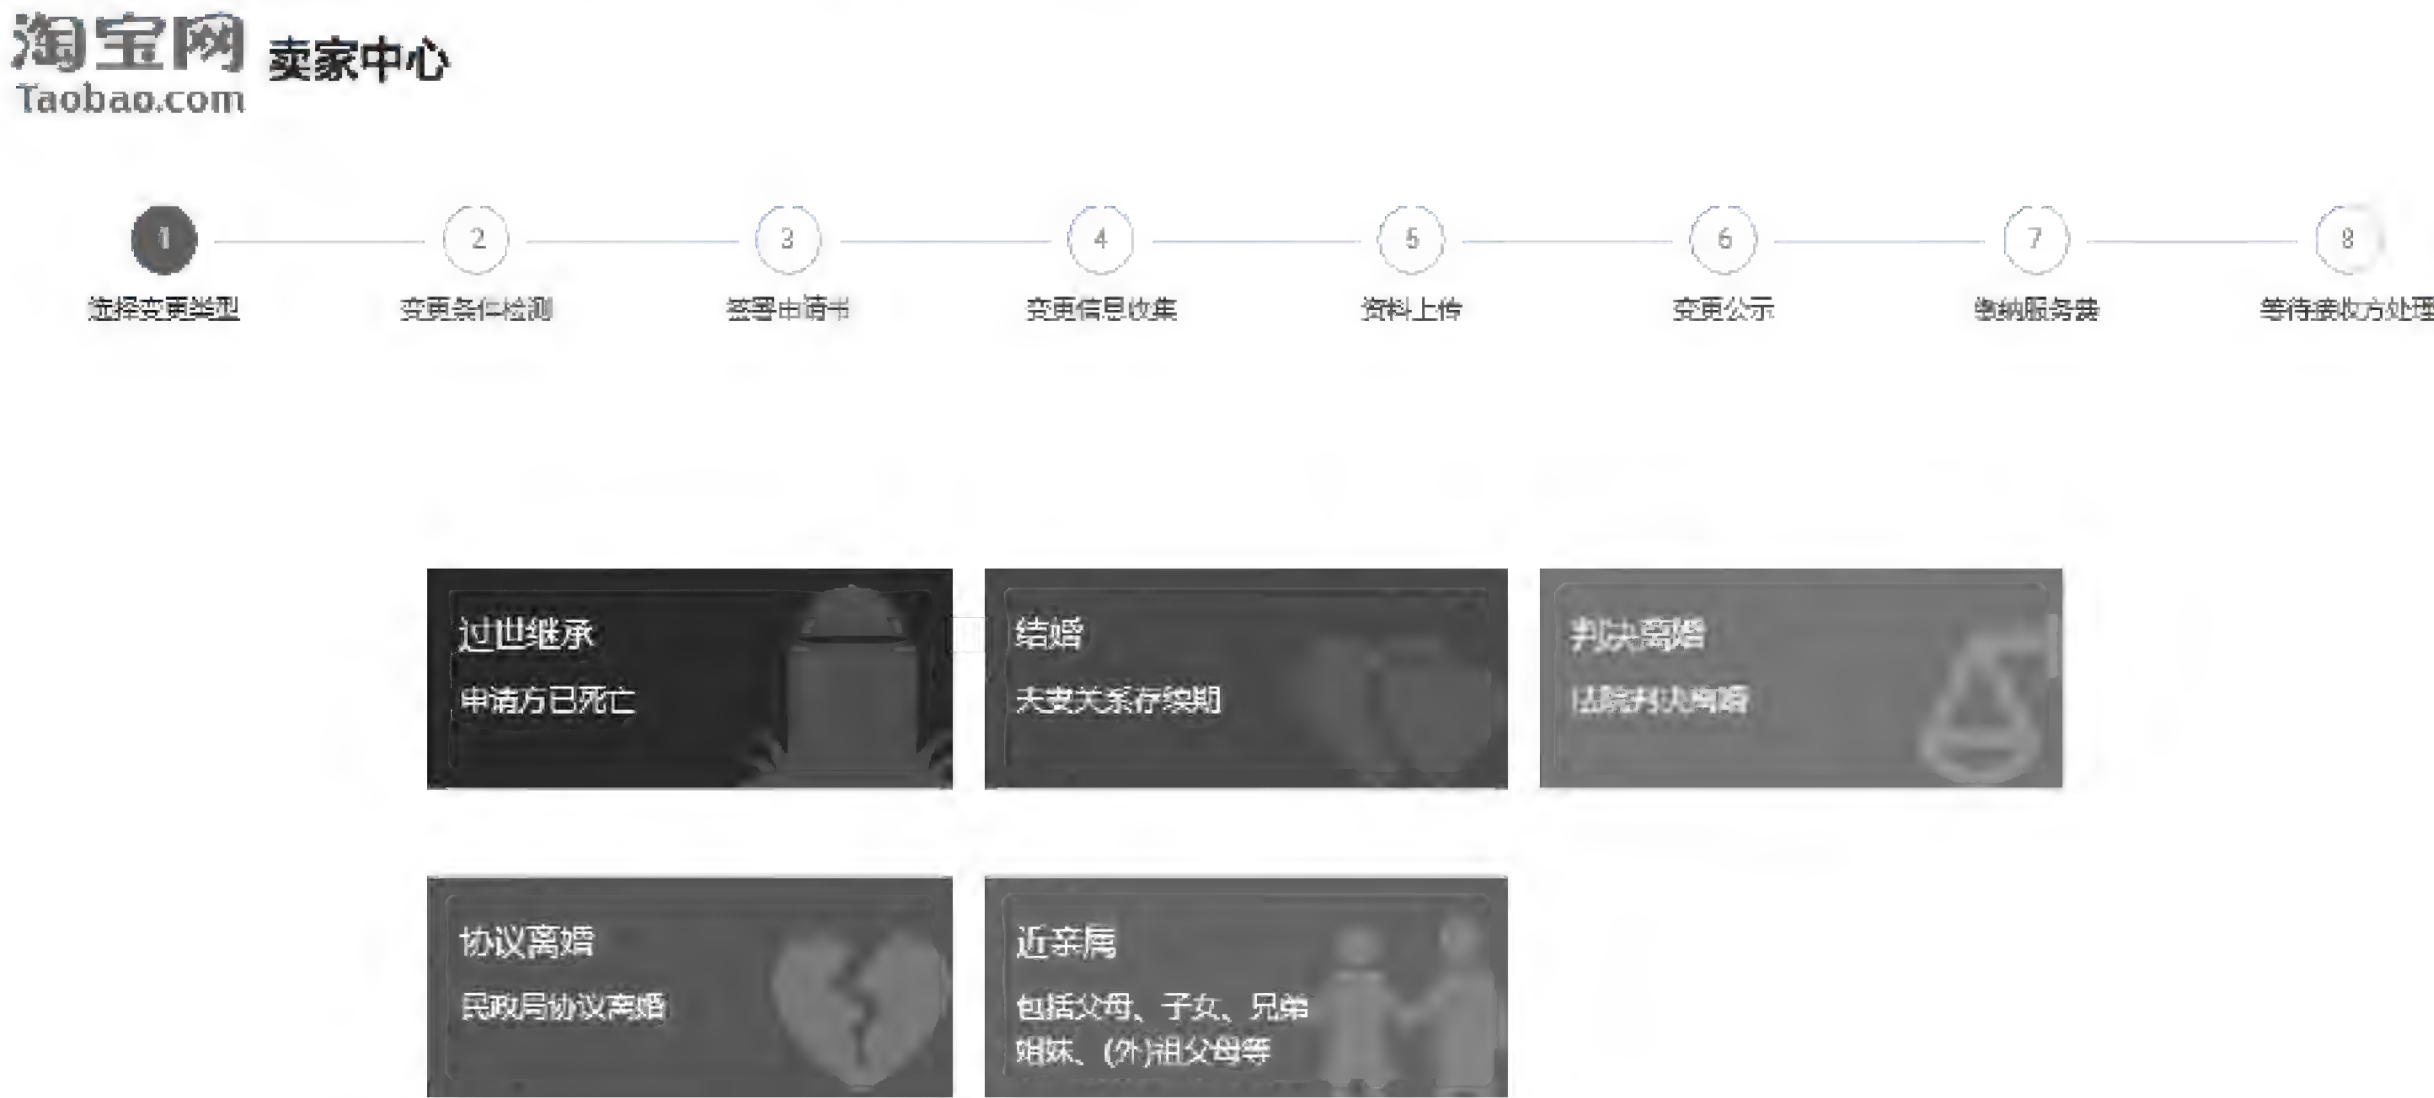 淘宝网
Taobao.com
卖家中心
1 2 3 4 5 6 7 8
选择变更类型 变更条件检测 签署申请书 变更信息收集 资料上传 变更公示 缴纳服务费 等待接收方处理
过世继承 结婚 判决离婚
申请方已死亡 夫妻关系存续期 法院判决离婚
协议离婚 近亲属
民政局协议离婚 包括父母、子女、兄弟
姐妹、(外)祖父母等